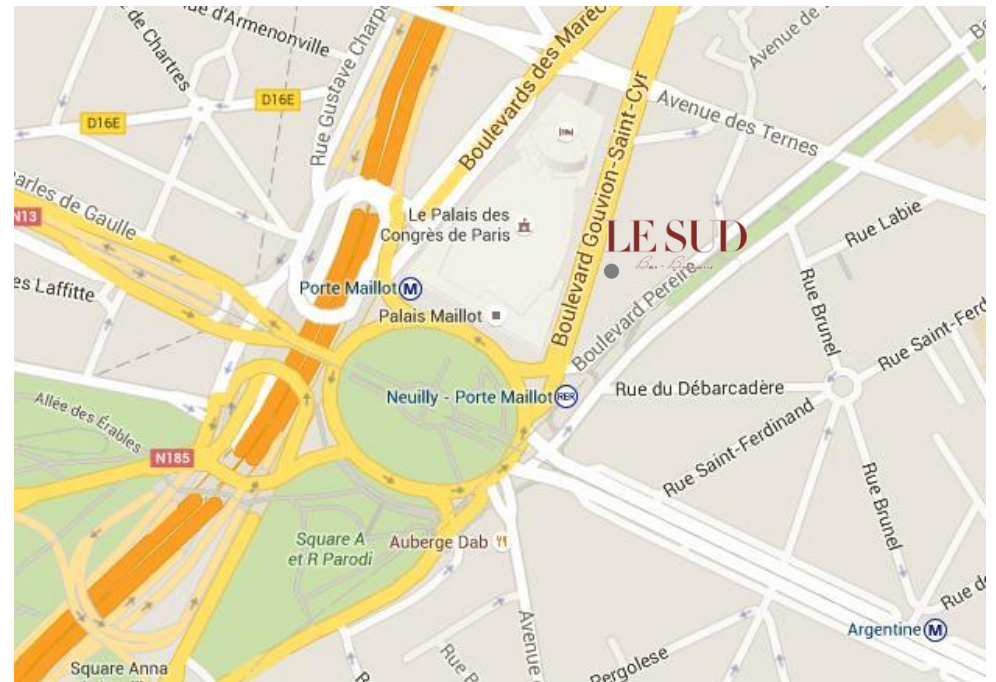 d'Armenonville
de Chartres
Rue Gustave Charp
Boulevards des Maréc
Avenue de
D16E
D16E
Avenue des Ternes
Boulevard Gouvion-Saint-Cyr
arles de Gaulle
N13
Le Palais des
Congrès de Paris
LE SUD
Rue Labie
es Laffitte
Porte Maillot M
Palais Maillot
Boulevard Pereire
Rue Brunel
Rue Saint-Ferd
Neuilly - Porte Maillot RER
Rue du Débarcadère
Allée des Érables
Rue Saint-Ferdinand
N185
Rue Brunel
Square A
et R Parodi
Auberge Dab
Avenue
Rue d
Argentine M
Rue
Pergolese
Square Anna